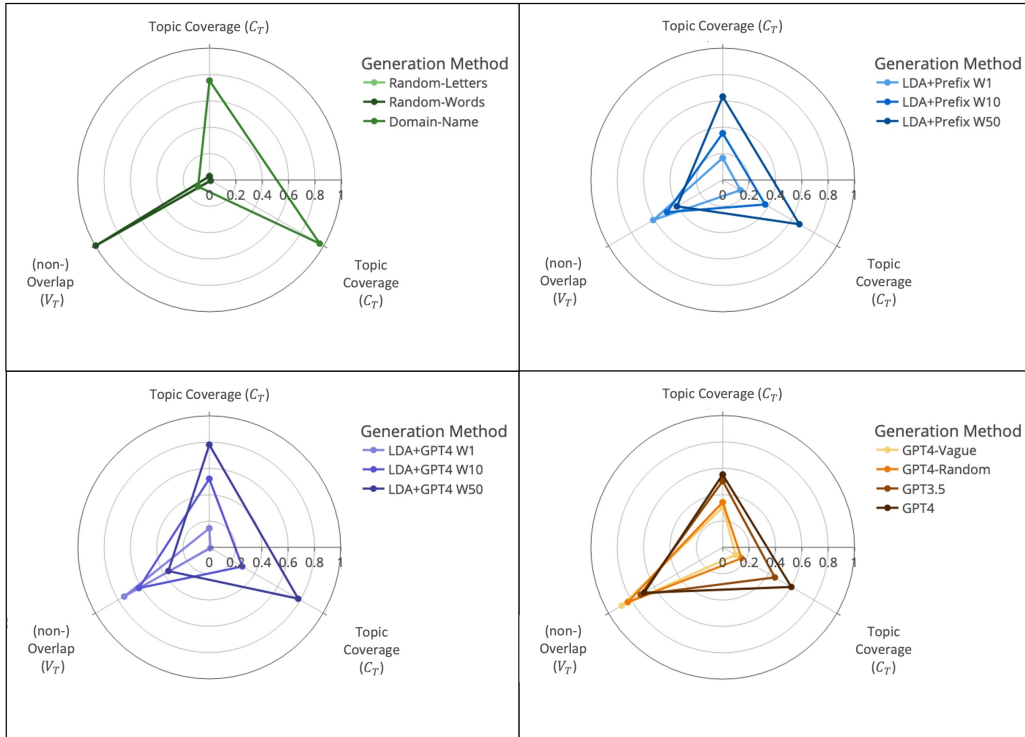 Topic Coverage (C_T)
Generation Method
Random-Letters
Random-Words
Domain-Name
0 0.2 0.4 0.6 0.8 1
(non-)
Overlap
(V_T)
Topic
Coverage
(C_T)
Topic Coverage (C_T)
Generation Method
LDA+Prefix W1
LDA+Prefix W10
LDA+Prefix W50
0 0.2 0.4 0.6 0.8 1
(non-)
Overlap
(V_T)
Topic
Coverage
(C_T)
Topic Coverage (C_T)
Generation Method
LDA+GPT4 W1
LDA+GPT4 W10
LDA+GPT4 W50
0 0.2 0.4 0.6 0.8 1
(non-)
Overlap
(V_T)
Topic
Coverage
(C_T)
Topic Coverage (C_T)
Generation Method
GPT4-Vague
GPT4-Random
GPT3.5
GPT4
0 0.2 0.4 0.6 0.8 1
(non-)
Overlap
(V_T)
Topic
Coverage
(C_T)